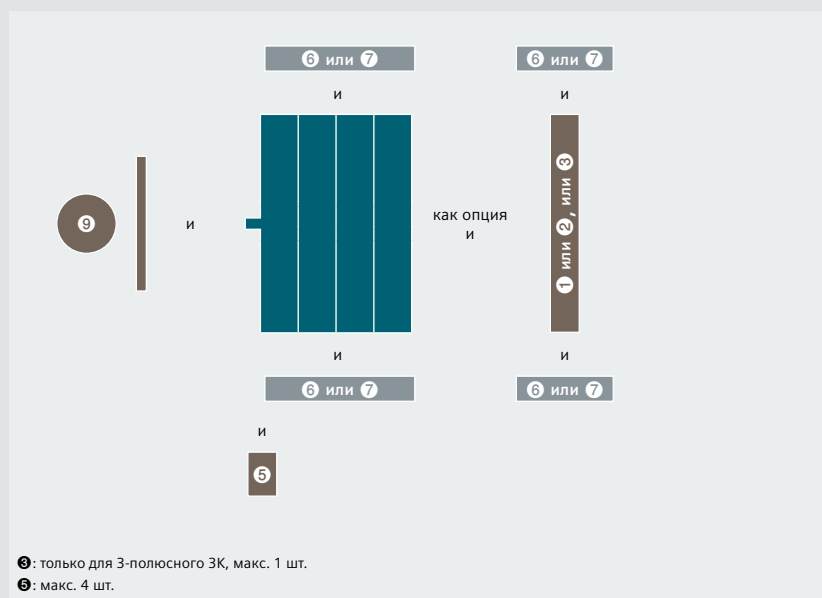 ❻ или ❼
❻ или ❼
и
и
❾
и
как опция
и
❶ или ❷, или ❸
и
и
❻ или ❼
❻ или ❼
и
❺
❸: только для 3-полюсного ЗК, макс. 1 шт.
❺: макс. 4 шт.